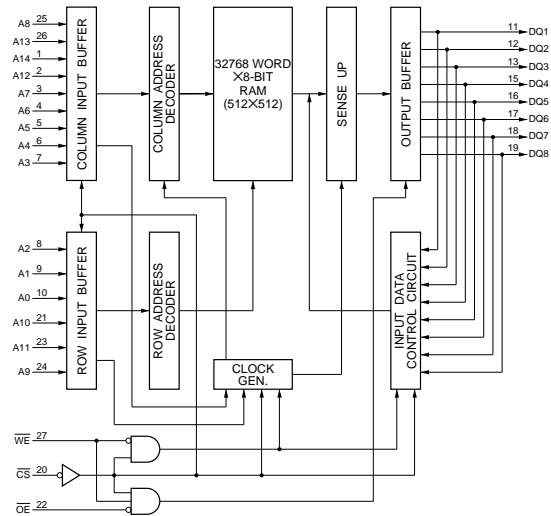 A8 25
A13 26
A14 1
A12 2
A7 3
A6 4
A5 5
A4 6
A3 7
COLUMN INPUT BUFFER
COLUMN ADDRESS
DECODER
32768 WORD
X8-BIT
RAM
(512X512)
SENSE UP
OUTPUT BUFFER
11 DQ1
12 DQ2
13 DQ3
15 DQ4
16 DQ5
17 DQ6
18 DQ7
19 DQ8
A2 8
A1 9
A0 10
A10 21
A11 23
A9 24
ROW INPUT BUFFER
ROW ADDRESS
DECODER
CLOCK
GEN.
INPUT DATA
CONTROL CIRCUIT
WE 27
CS 20
OE 22